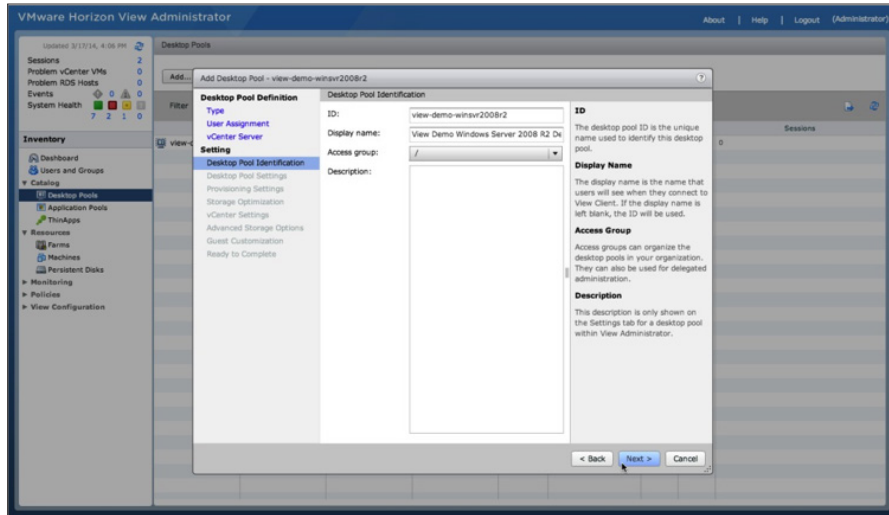 VMware Horizon View Administrator
About | Help | Logout (Administrator)
Updated 3/17/14, 4:06 PM
Sessions 2
Problem vCenter VMs 0
Problem RDS Hosts 0
Events 0 0
System Health
7 2 1 0
Inventory
Dashboard
Users and Groups
Catalog
Desktop Pools
Application Pools
ThinApps
Resources
Farms
Machines
Persistent Disks
Monitoring
Policies
View Configuration
Desktop Pools
Add...
Filter
Sessions
view-
0
Add Desktop Pool - view-demo-winsvr2008r2
?
Desktop Pool Definition
Type
User Assignment
vCenter Server
Setting
Desktop Pool Identification
Desktop Pool Settings
Provisioning Settings
Storage Optimization
vCenter Settings
Advanced Storage Options
Guest Customization
Ready to Complete
Desktop Pool Identification
ID: view-demo-winsvr2008r2
Display name: View Demo Windows Server 2008 R2 De
Access group: /
Description:
ID
The desktop pool ID is the unique
name used to identify this desktop
pool.
Display Name
The display name is the name that
users will see when they connect to
View Client. If the display name is
left blank, the ID will be used.
Access Group
Access groups can organize the
desktop pools in your organization.
They can also be used for delegated
administration.
Description
This description is only shown on
the Settings tab for a desktop pool
within View Administrator.
< Back
Next >
Cancel